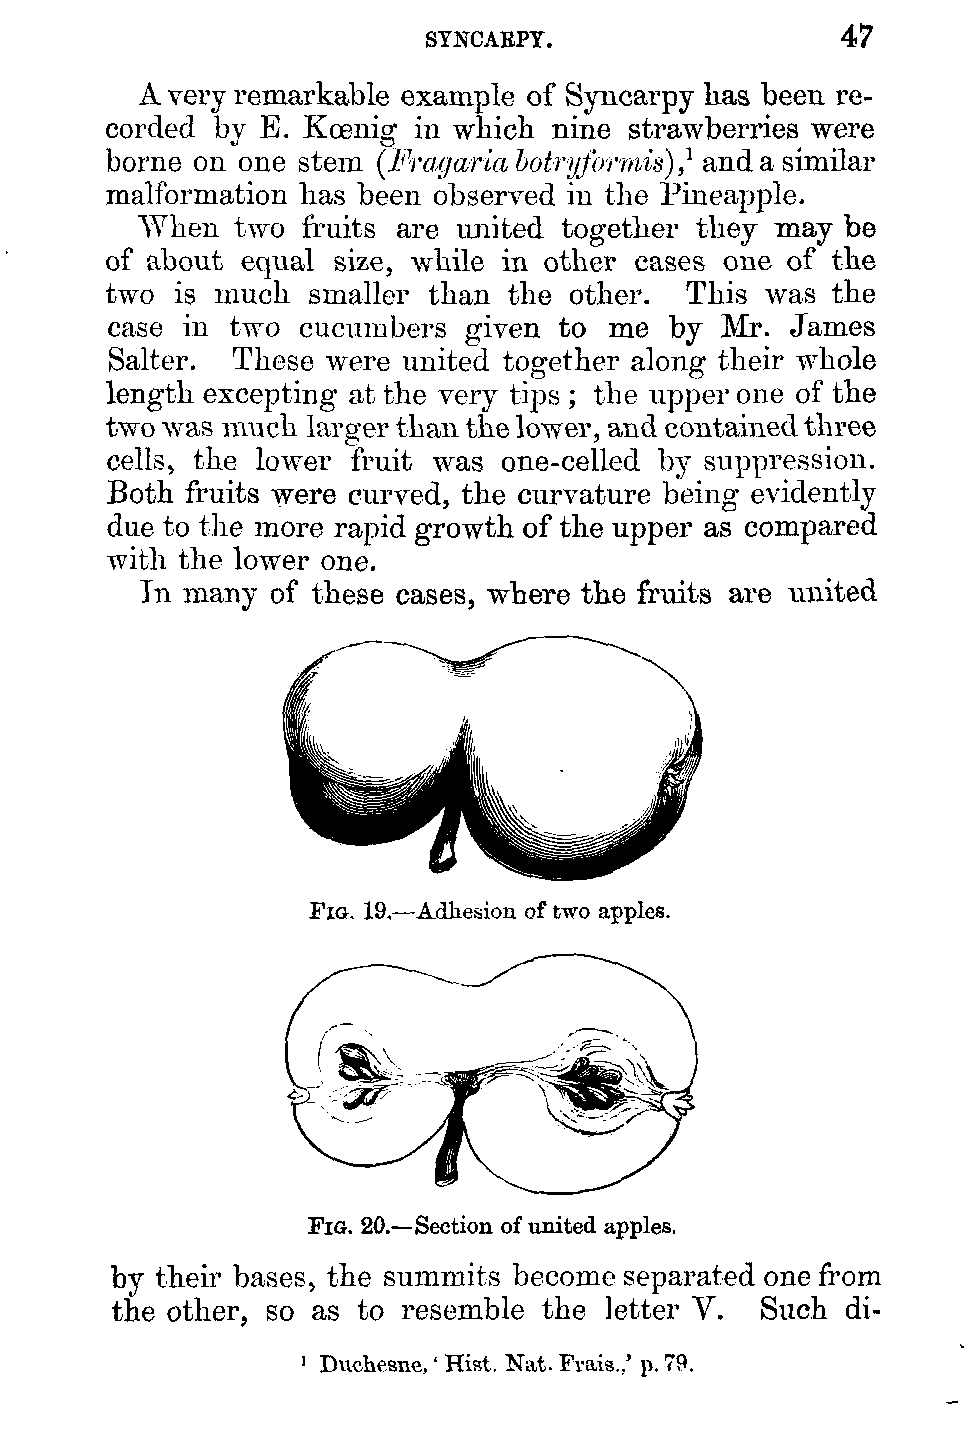 SYNCARPY. 47
A very remarkable example of Syncarpy has been re-
corded by E. Kœnig in which nine strawberries were
borne on one stem (Fragaria botryformis),¹ and a similar
malformation has been observed in the Pineapple.
When two fruits are united together they may be
of about equal size, while in other cases one of the
two is much smaller than the other. This was the
case in two cucumbers given to me by Mr. James
Salter. These were united together along their whole
length excepting at the very tips; the upper one of the
two was much larger than the lower, and contained three
cells, the lower fruit was one-celled by suppression.
Both fruits were curved, the curvature being evidently
due to the more rapid growth of the upper as compared
with the lower one.
In many of these cases, where the fruits are united
FIG. 19.—Adhesion of two apples.
FIG. 20.—Section of united apples.
by their bases, the summits become separated one from
the other, so as to resemble the letter V. Such di-
¹ Duchesne, ‘Hist. Nat. Frais.,’ p. 79.